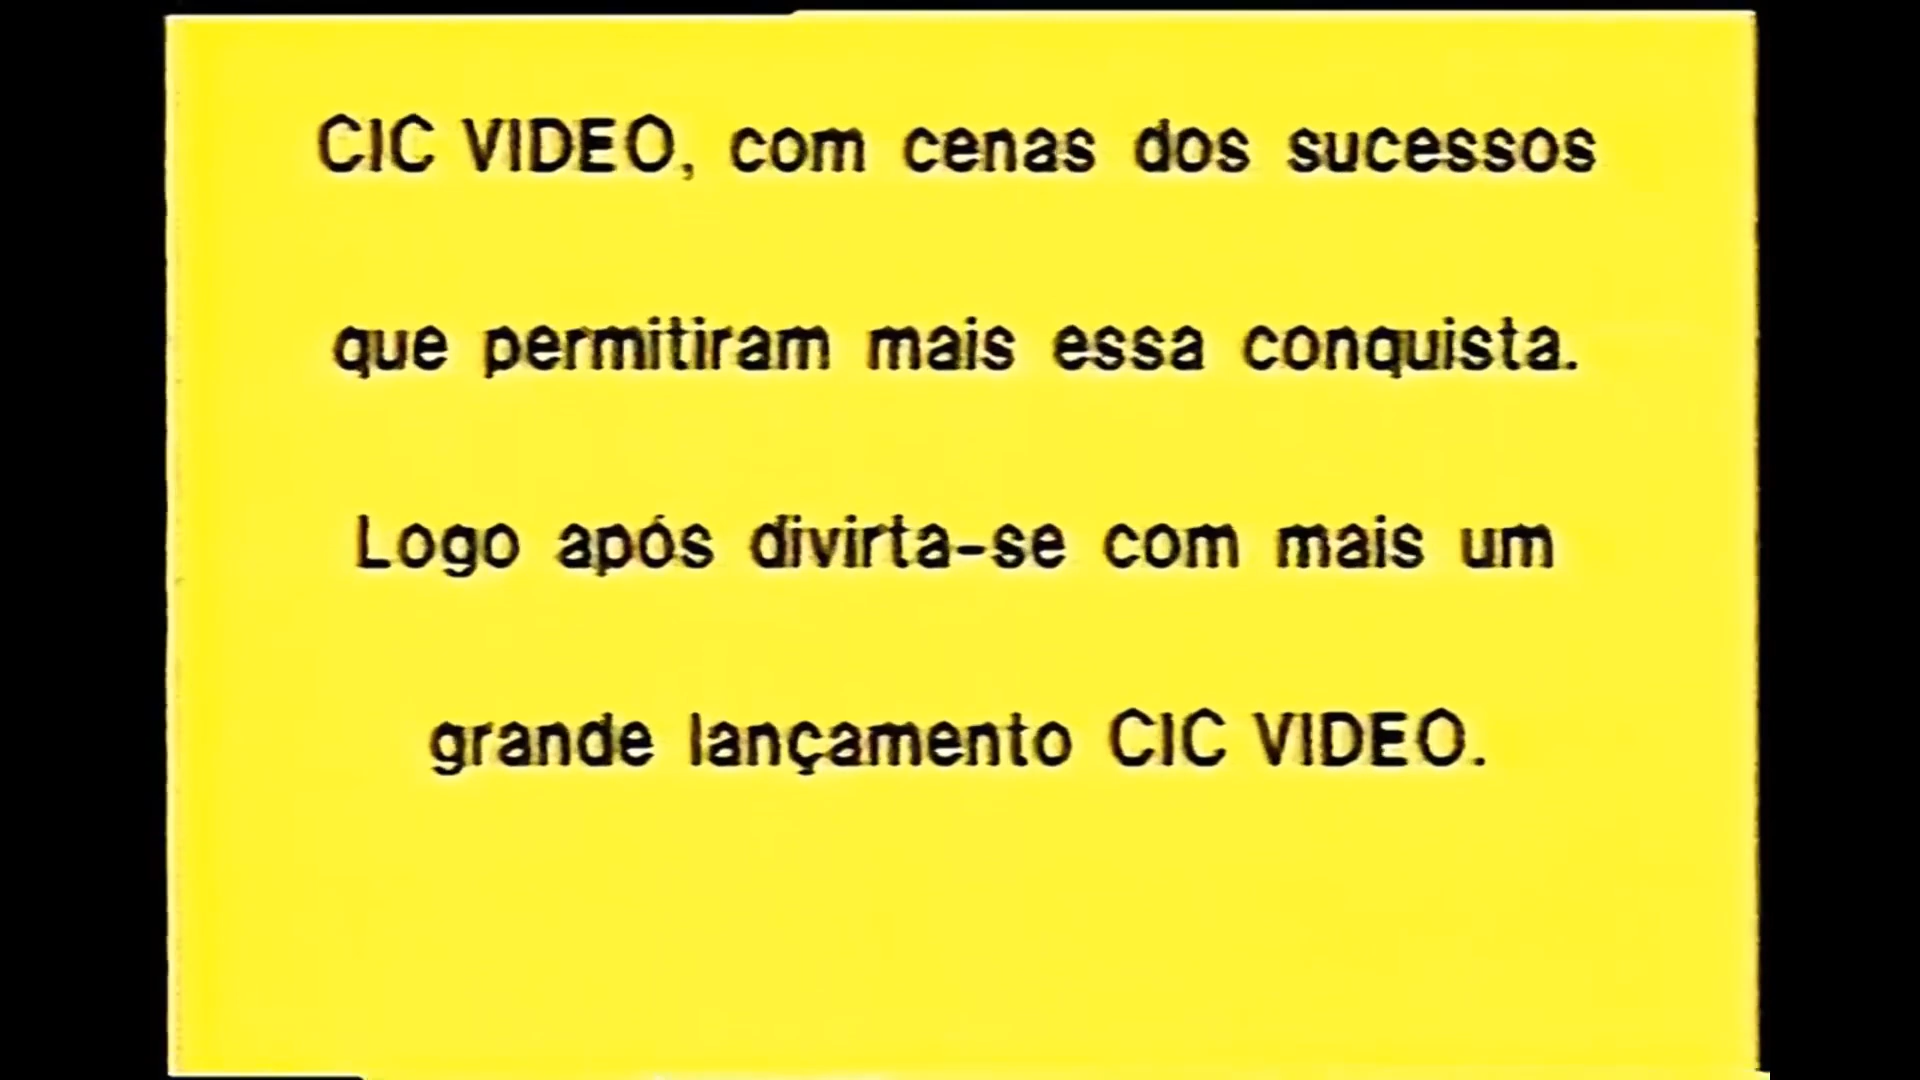 CIC VIDEO, com cenas dos sucessos
que permitiram mais essa conquista.
Logo após divirta-se com mais um
grande lançamento CIC VIDEO.